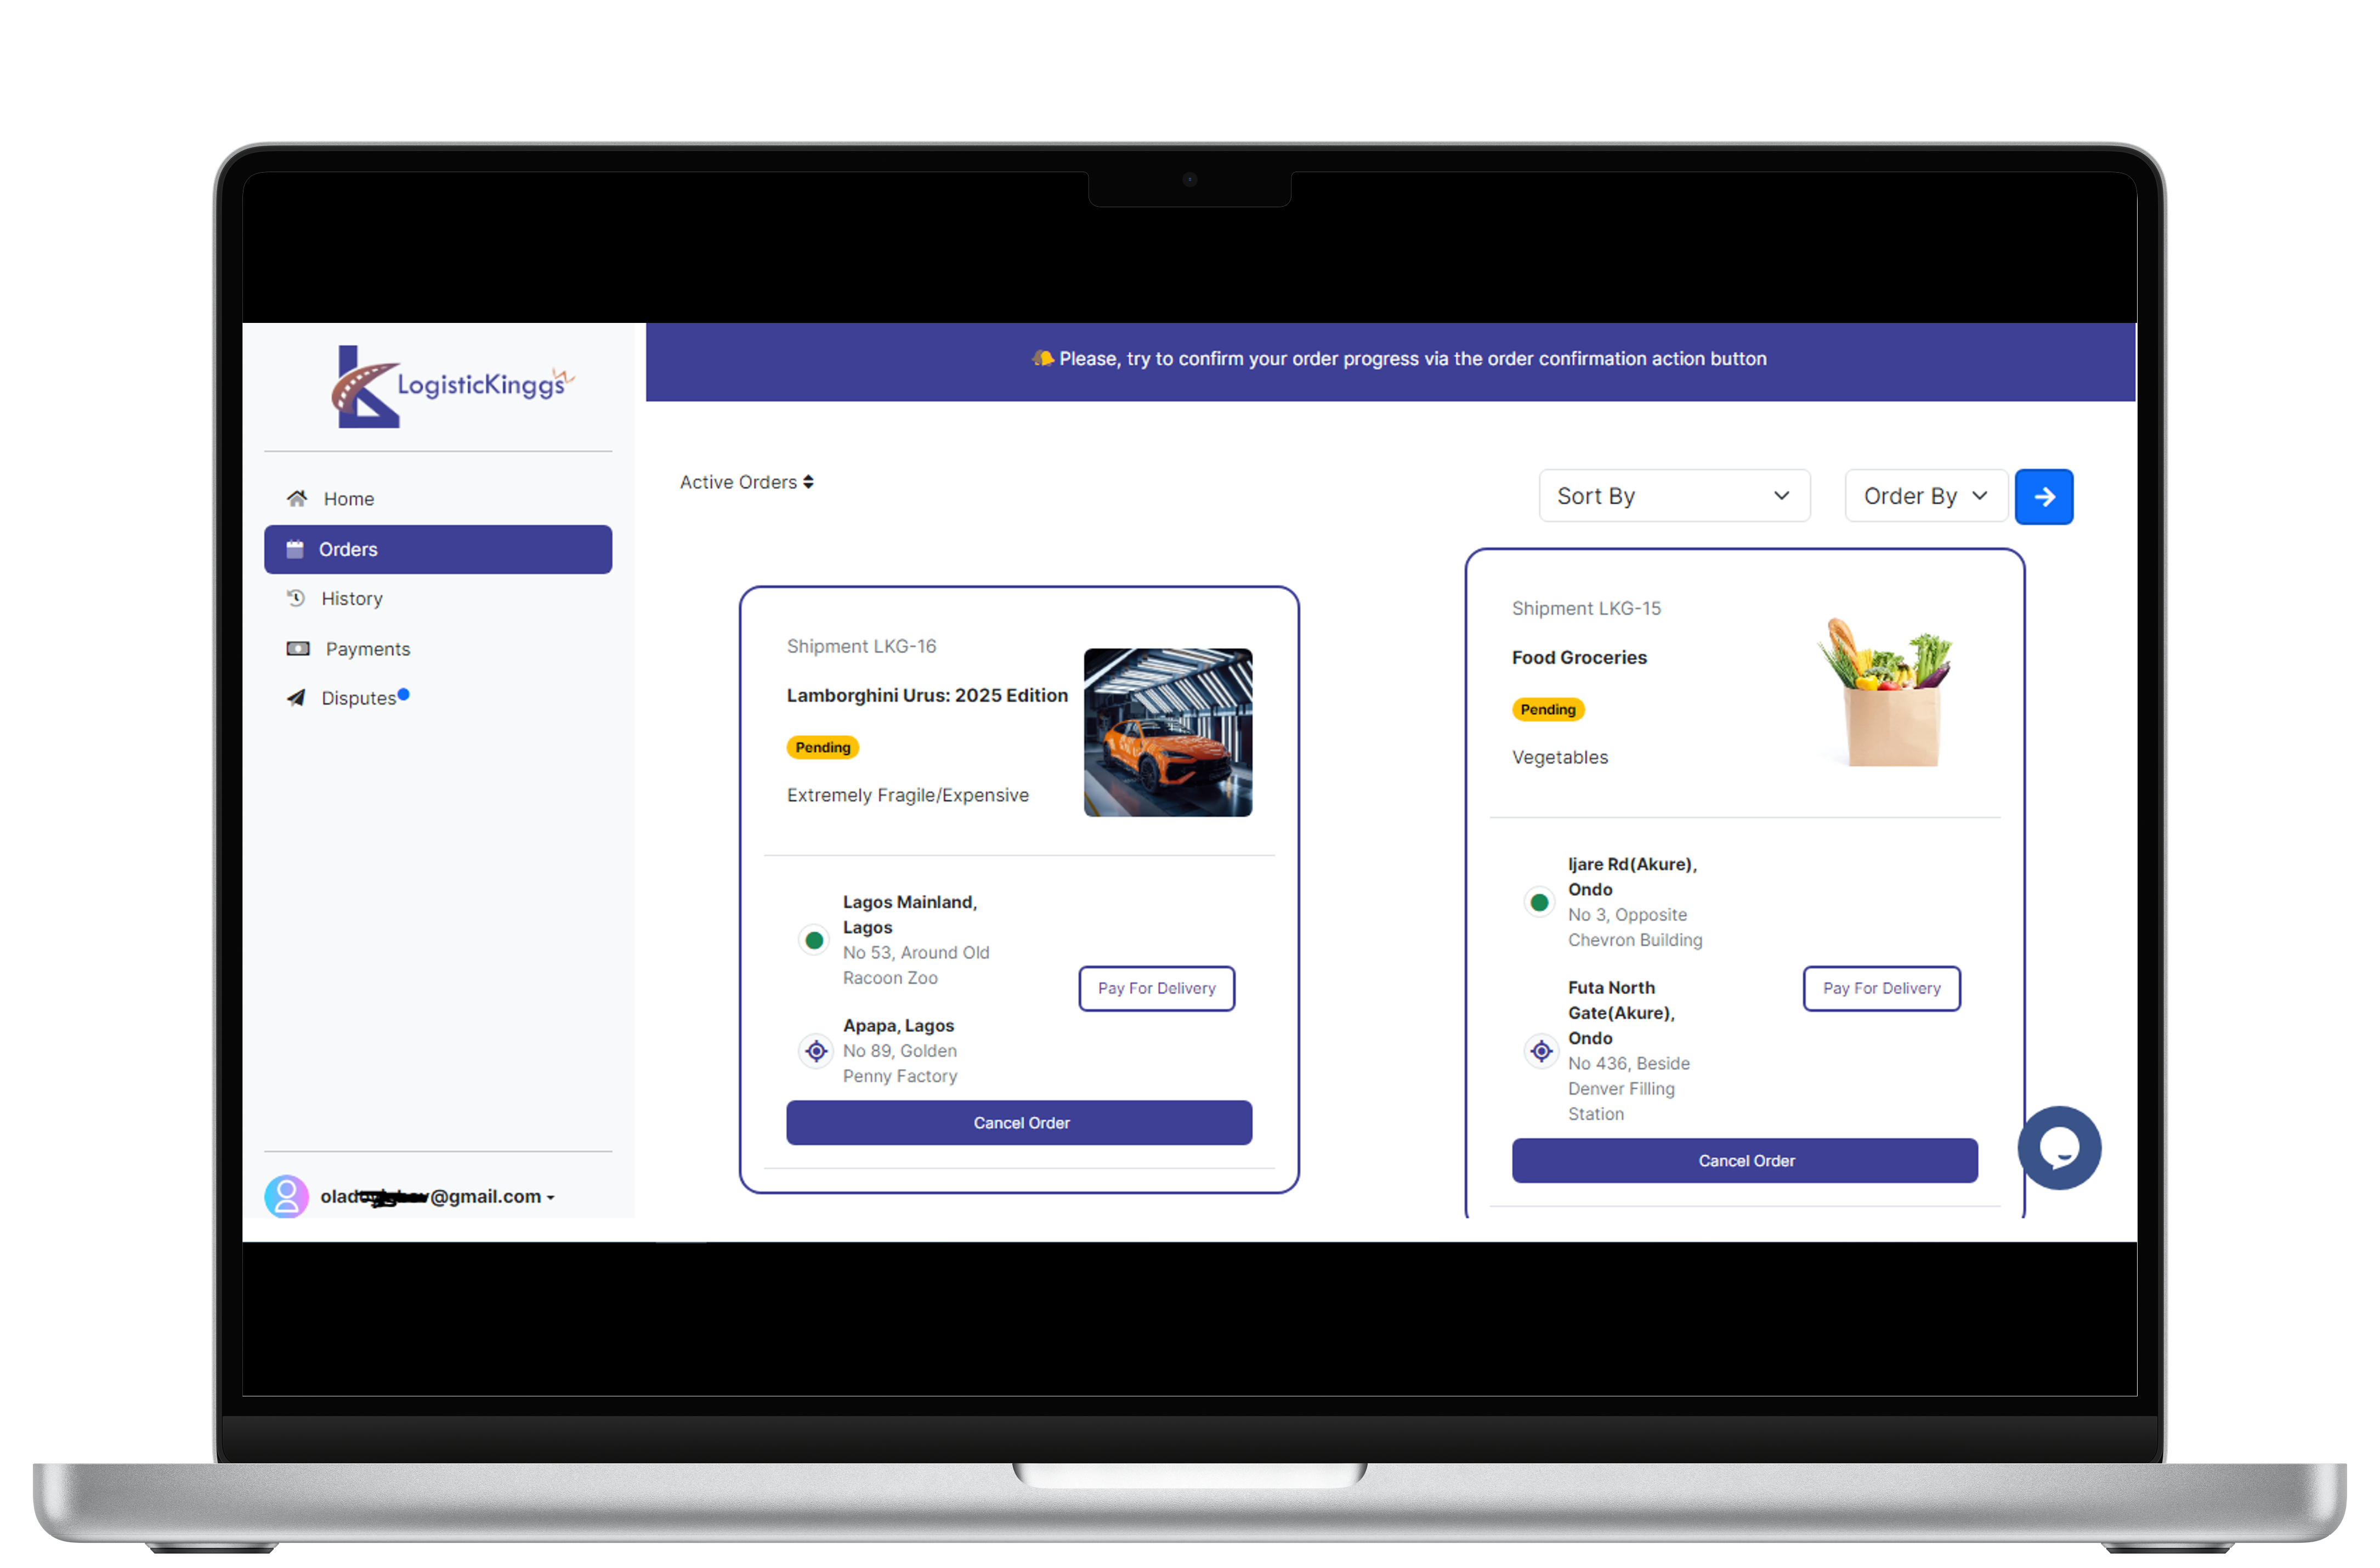 LogisticKinggs
Please, try to confirm your order progress via the order confirmation action button
Home
Orders
History
Payments
Disputes
Active Orders
Sort By
Order By
Shipment LKG-16
Lamborghini Urus: 2025 Edition
Pending
Extremely Fragile/Expensive
Lagos Mainland,
Lagos
No 53, Around Old
Racoon Zoo
Apapa, Lagos
No 89, Golden
Penny Factory
Pay For Delivery
Cancel Order
Shipment LKG-15
Food Groceries
Pending
Vegetables
Ijare Rd(Akure),
Ondo
No 3, Opposite
Chevron Building
Futa North
Gate(Akure),
Ondo
No 436, Beside
Denver Filling
Station
Pay For Delivery
Cancel Order
@gmail.com